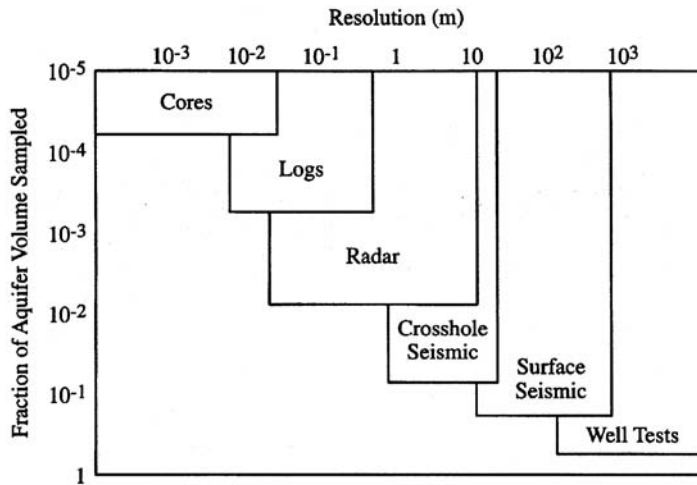 Resolution (m)
10⁻³ 10⁻² 10⁻¹ 1 10 10² 10³
Fraction of Aquifer Volume Sampled
10⁻⁵
10⁻⁴
10⁻³
10⁻²
10⁻¹
1
Cores
Logs
Radar
Crosshole
Seismic
Surface
Seismic
Well Tests